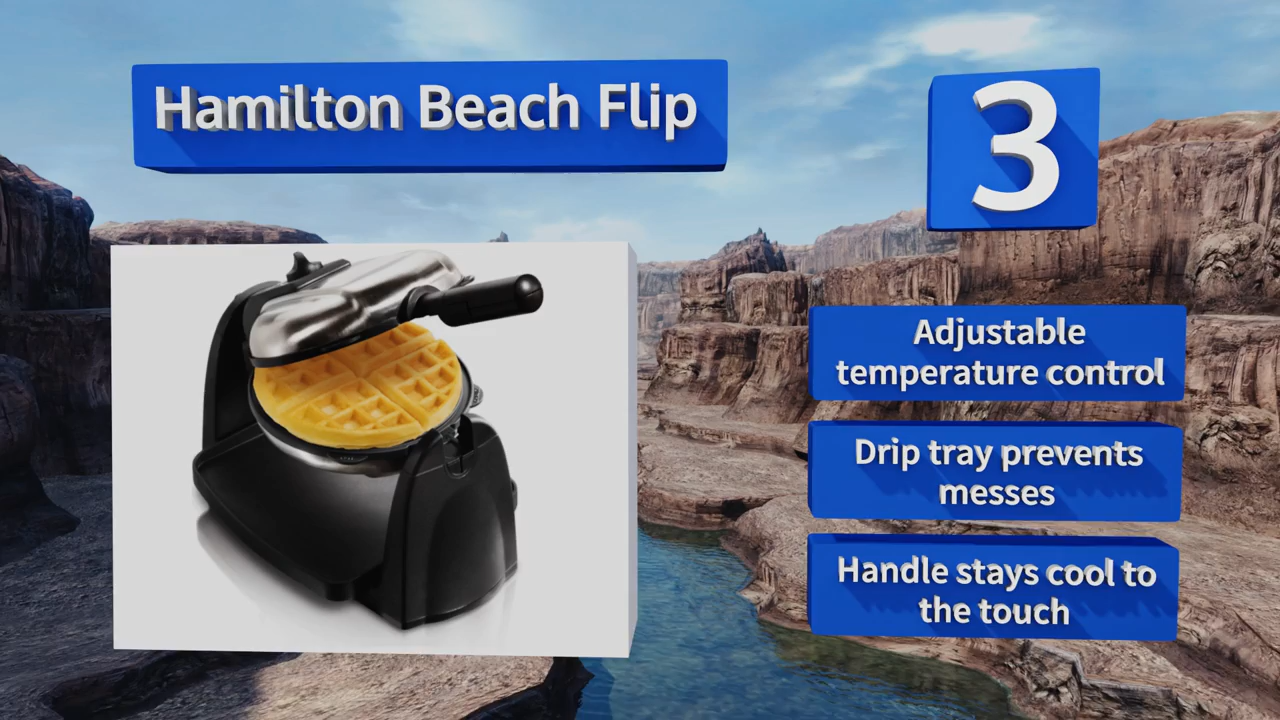 Hamilton Beach Flip
3
Adjustable
temperature control
Drip tray prevents
messes
Handle stays cool to
the touch